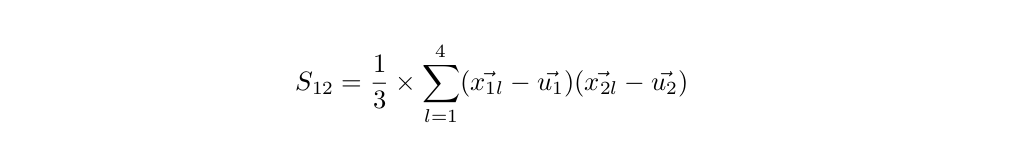 S_{12} = \frac{1}{3} \times \sum_{l=1}^{4} (\vec{x_{1l}} - \vec{u_1})(\vec{x_{2l}} - \vec{u_2})